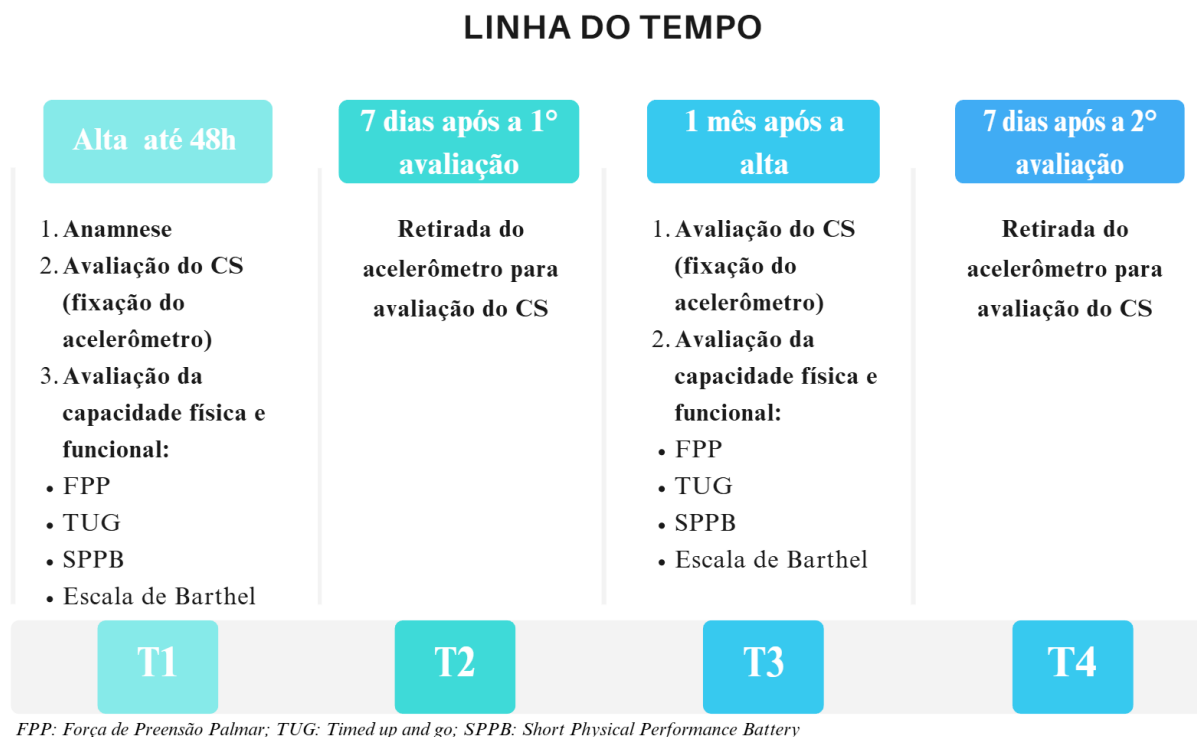 LINHA DO TEMPO
Alta até 48h
1. Anamnese
2. Avaliação do CS
(fixação do
acelerômetro)
3. Avaliação da
capacidade física e
funcional:
• FPP
• TUG
• SPPB
• Escala de Barthel
T1
7 dias após a 1°
avaliação
Retirada do
acelerômetro para
avaliação do CS
T2
1 mês após a
alta
1. Avaliação do CS
(fixação do
acelerômetro)
2. Avaliação da
capacidade física e
funcional:
• FPP
• TUG
• SPPB
• Escala de Barthel
T3
7 dias após a 2°
avaliação
Retirada do
acelerômetro para
avaliação do CS
T4
FPP: Força de Preensão Palmar; TUG: Timed up and go; SPPB: Short Physical Performance Battery